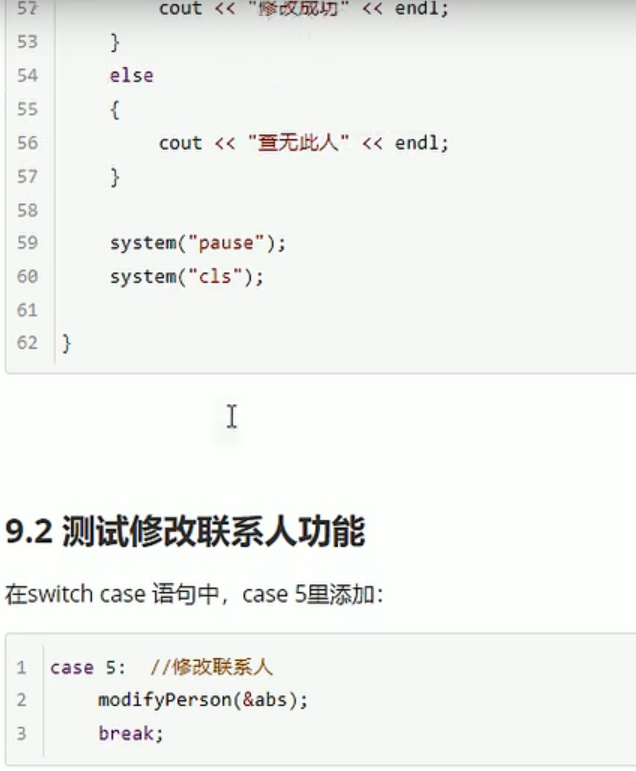 52 cout << "修改成功" << endl;
53 }
54 else
55 {
56 cout << "查无此人" << endl;
57 }
58
59 system("pause");
60 system("cls");
61
62 }
9.2 测试修改联系人功能
在switch case 语句中，case 5里添加：
1 case 5: //修改联系人
2 modifyPerson(&abs);
3 break;